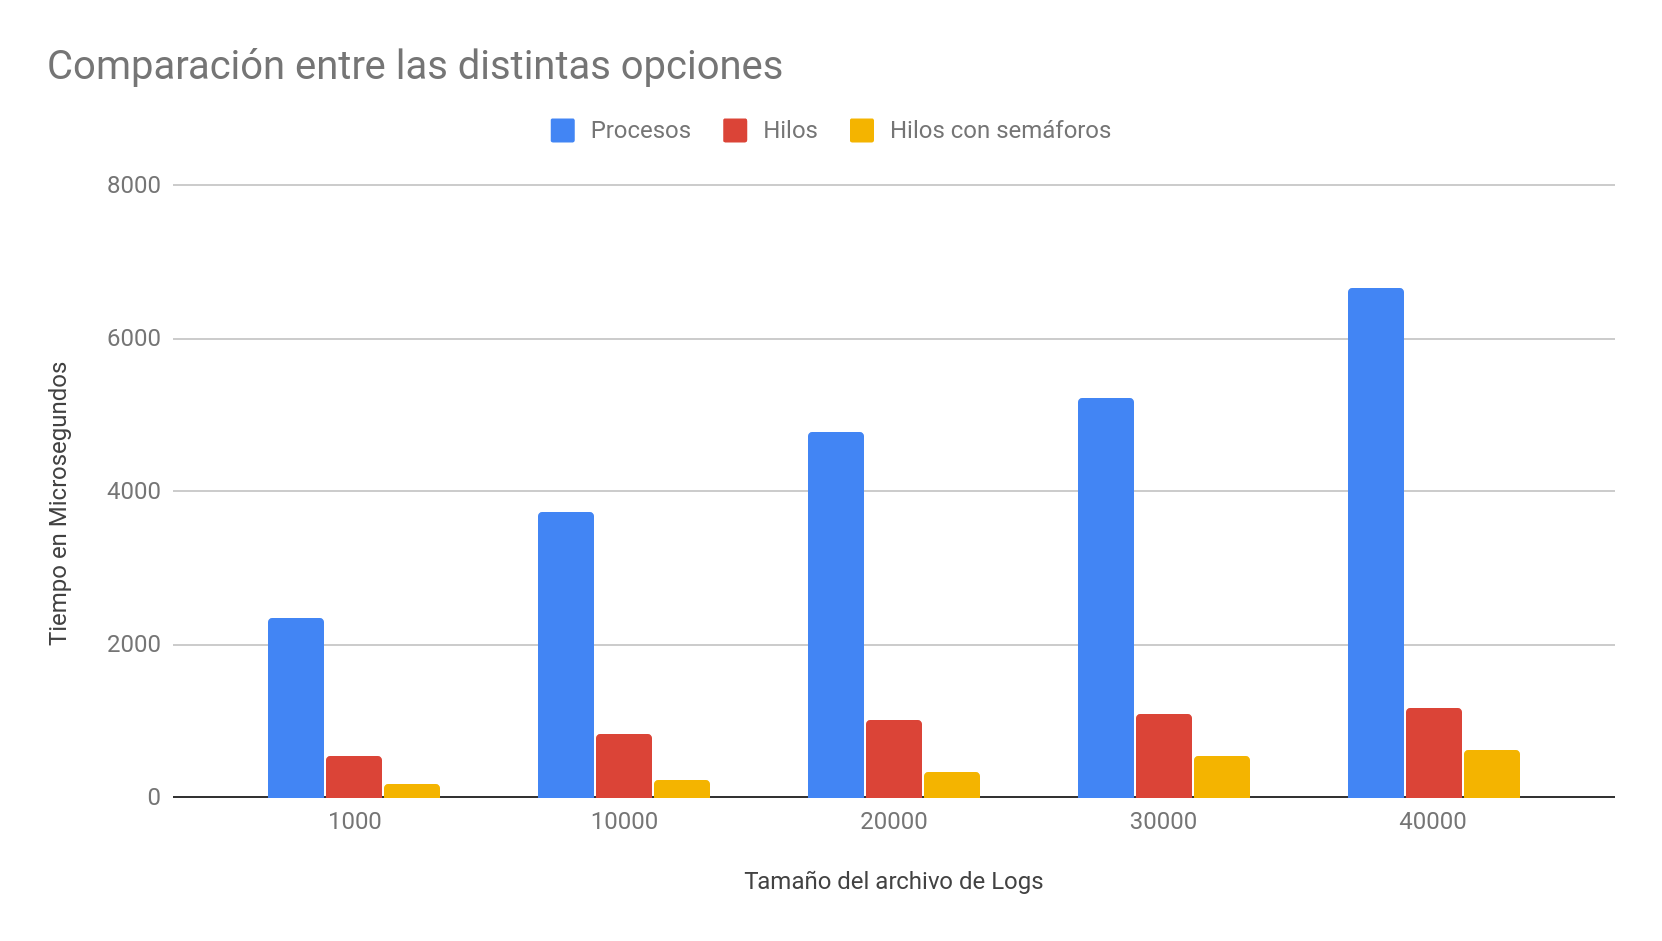 Comparación entre las distintas opciones
Procesos Hilos Hilos con semáforos
8000
6000
4000
2000
0
Tiempo en Microsegundos
1000 10000 20000 30000 40000
Tamaño del archivo de Logs